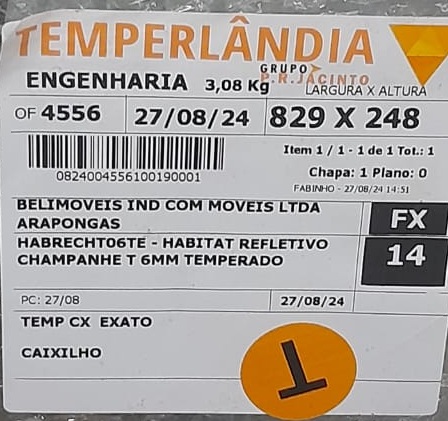 TEMPERLÂNDIA
GRUPO
P.R.JACINTO
ENGENHARIA 3,08 Kg
LARGURA X ALTURA
OF 4556 27/08/24 829 X 248
Item 1 / 1 - 1 de 1 Tot.: 1
Chapa: 1 Plano: 0
0824004556100190001
FABINHO - 27/08/24 14:51
BELIMOVEIS IND COM MOVEIS LTDA
ARAPONGAS
FX
HABRECHT06TE - HABITAT REFLETIVO
CHAMPANHE T 6MM TEMPERADO
14
PC: 27/08 27/08/24
TEMP CX EXATO
CAIXILHO
T